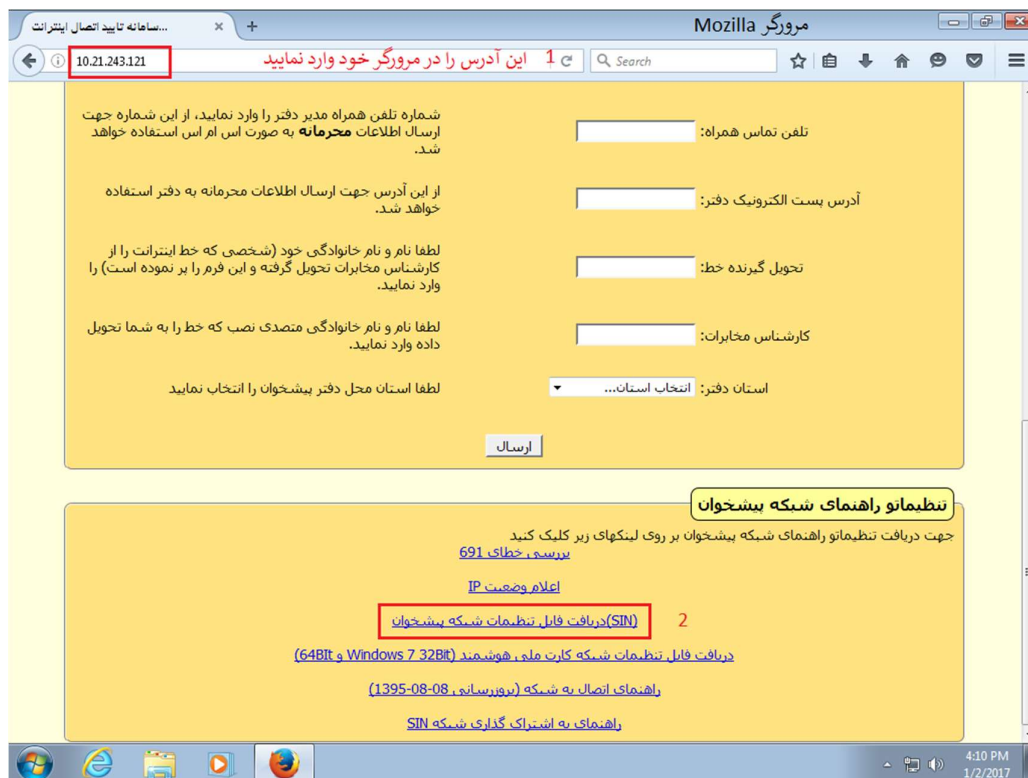 سامانه تایید اتصال اینترانت...
مرورگر Mozilla
10.21.243.121
1 این آدرس را در مرورگر خود وارد نمایید
Search
تلفن تماس همراه:
شماره تلفن همراه مدیر دفتر را وارد نمایید، از این شماره جهت
ارسال اطلاعات محرمانه به صورت اس ام اس استفاده خواهد
شد.
آدرس پست الکترونیک دفتر:
از این آدرس جهت ارسال اطلاعات محرمانه به دفتر استفاده
خواهد شد.
تحویل گیرنده خط:
لطفا نام و نام خانوادگی خود (شخصی که خط اینترانت را از
کارشناس مخابرات تحویل گرفته و این فرم را پر نموده است) را
وارد نمایید.
کارشناس مخابرات:
لطفا نام و نام خانوادگی متصدی نصب که خط را به شما تحویل
داده وارد نمایید.
استان دفتر:
انتخاب استان...
لطفا استان محل دفتر پیشخوان را انتخاب نمایید
ارسال
تنظیماتو راهنمای شبکه پیشخوان
جهت دریافت تنظیماتو راهنمای شبکه پیشخوان بر روی لینکهای زیر کلیک کنید
بررسی خطای 691
اعلام وضعیت IP
(SIN)دریافت فایل تنظیمات شبکه پیشخوان
2
دریافت فایل تنظیمات شبکه کارت ملی هوشمند (Windows 7 32Bit و 64BIt)
راهنمای اتصال به شبکه (بروزرسانی 08-08-1395)
راهنمای به اشتراک گذاری شبکه SIN
4:10 PM
1/2/2017